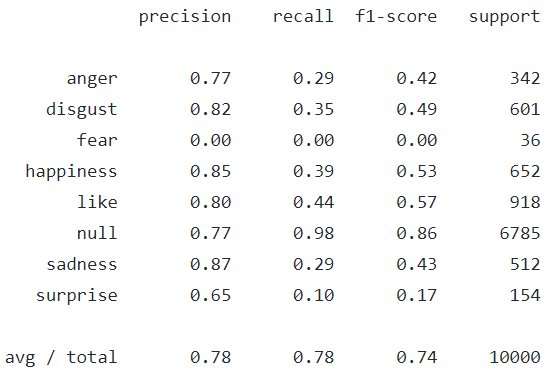 precision recall f1-score support
anger 0.77 0.29 0.42 342
disgust 0.82 0.35 0.49 601
fear 0.00 0.00 0.00 36
happiness 0.85 0.39 0.53 652
like 0.80 0.44 0.57 918
null 0.77 0.98 0.86 6785
sadness 0.87 0.29 0.43 512
surprise 0.65 0.10 0.17 154
avg / total 0.78 0.78 0.74 10000